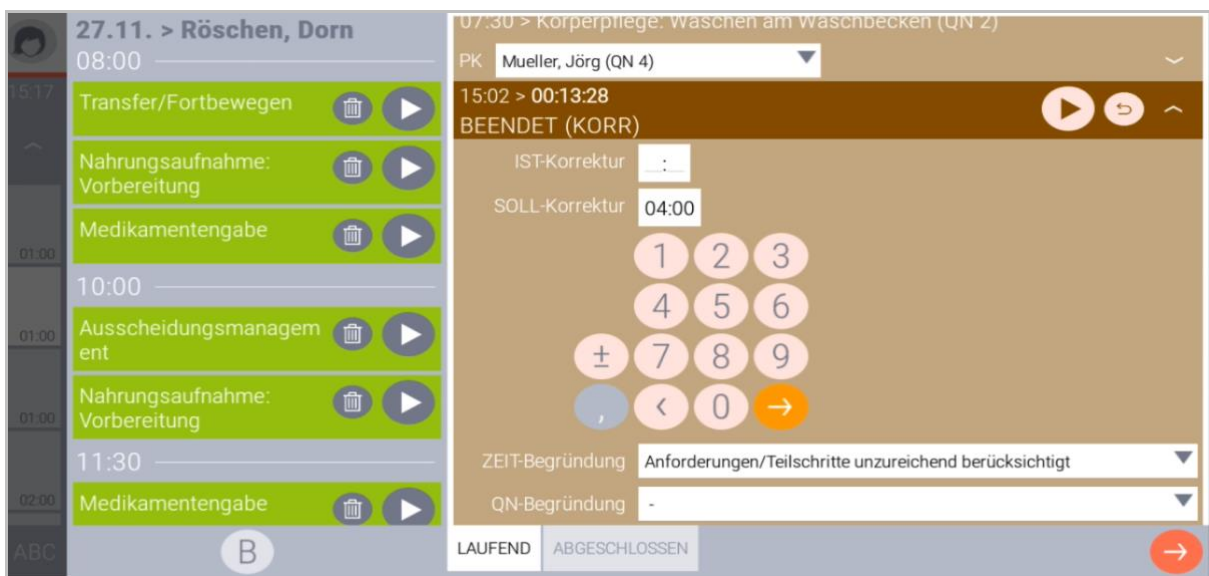 27.11. > Röschen, Dorn
08:00
Transfer/Fortbewegen
Nahrungsaufnahme:
Vorbereitung
Medikamentengabe
10:00
Ausscheidungsmanagem
ent
Nahrungsaufnahme:
Vorbereitung
11:30
Medikamentengabe
B
15:17
01:00
01:00
01:00
02:00
ABC
07:30 > Körperpflege: Waschen am Waschbecken (QN 2)
PK Mueller, Jörg (QN 4)
15:02 > 00:13:28
BEENDET (KORR)
IST-Korrektur __:__
SOLL-Korrektur 04:00
1 2 3
4 5 6
± 7 8 9
, < 0 →
ZEIT-Begründung Anforderungen/Teilschritte unzureichend berücksichtigt
QN-Begründung -
LAUFEND ABGESCHLOSSEN →